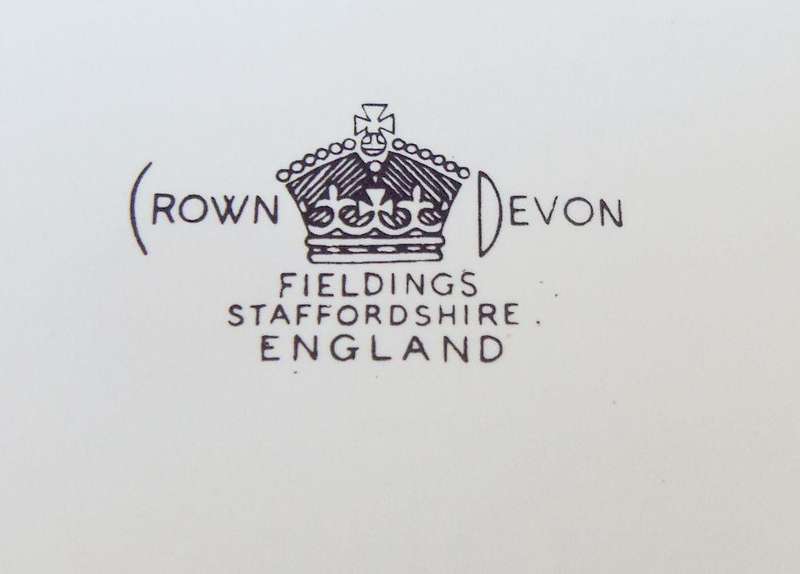 CROWN DEVON
FIELDINGS
STAFFORDSHIRE.
ENGLAND